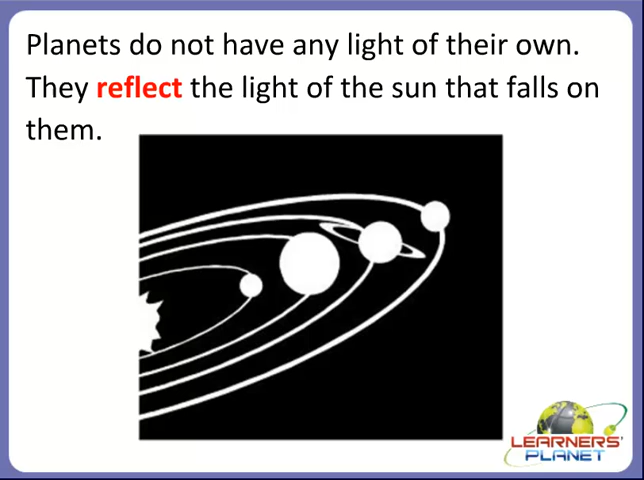 Planets do not have any light of their own.
They reflect the light of the sun that falls on
them.
LEARNERS'
PLANET